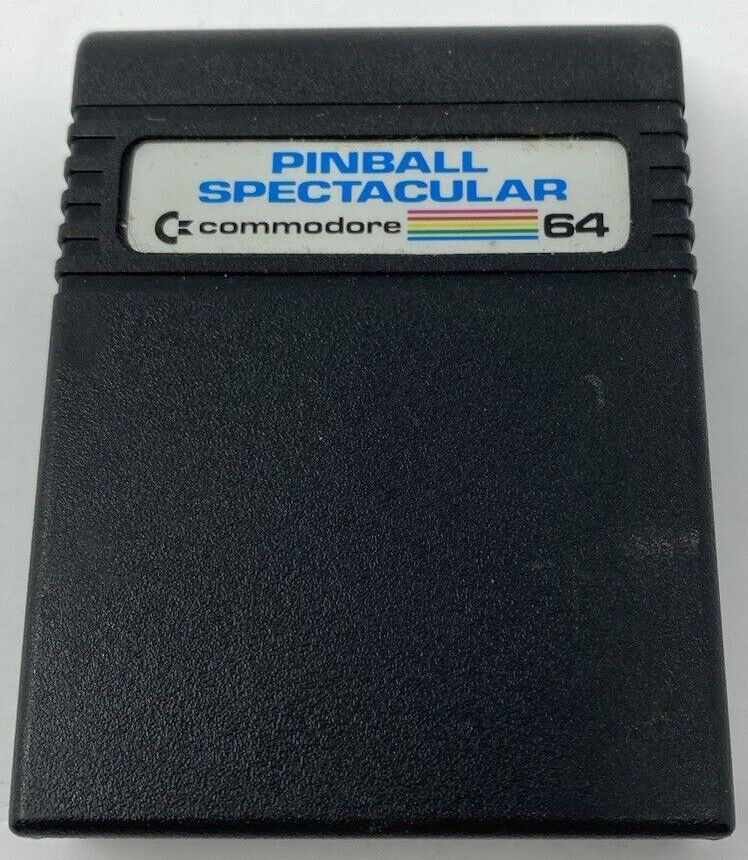 PINBALL
SPECTACULAR
commodore 64